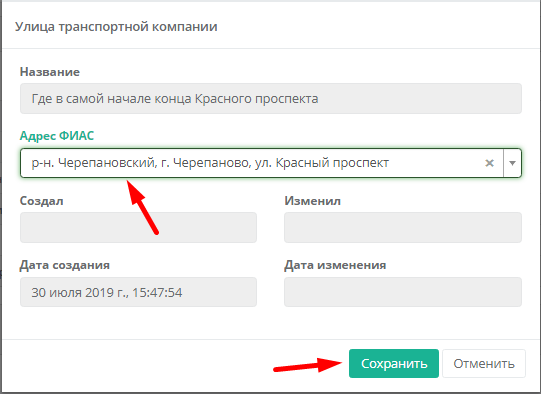 Улица транспортной компании
Название
Где в самой начале конца Красного проспекта
Адрес ФИАС
р-н. Черепановский, г. Черепаново, ул. Красный проспект
Создал
Изменил
Дата создания
Дата изменения
30 июля 2019 г., 15:47:54
Сохранить
Отменить